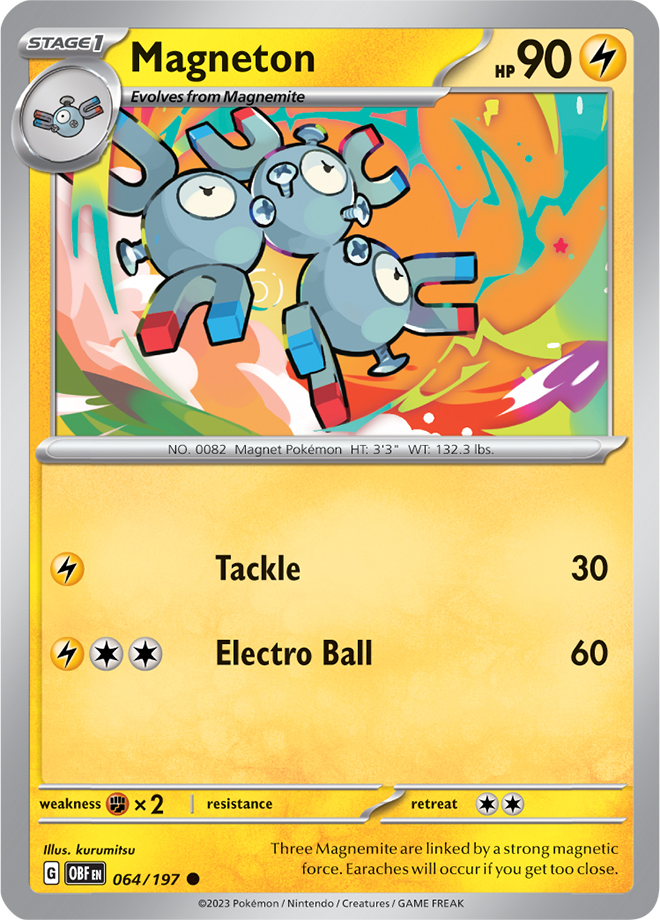 STAGE1
Magneton
HP 90
Evolves from Magnemite
NO. 0082 Magnet Pokémon HT: 3'3" WT: 132.3 lbs.
Tackle 30
Electro Ball 60
weakness ×2 resistance retreat
Illus. kurumitsu
Three Magnemite are linked by a strong magnetic
force. Earaches will occur if you get too close.
G OBF EN 064/197
©2023 Pokémon / Nintendo / Creatures / GAME FREAK